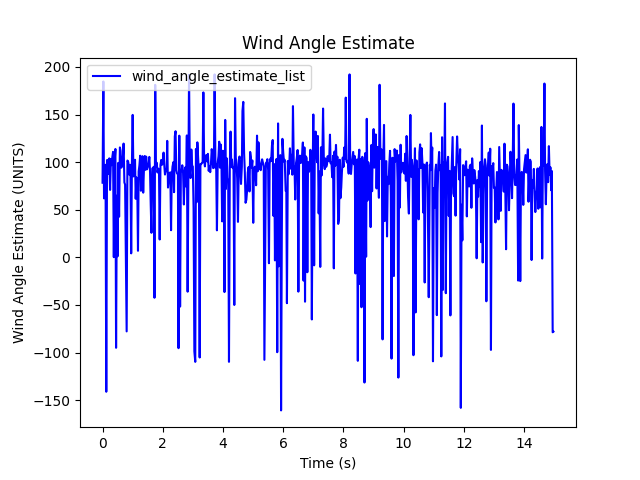 Wind Angle Estimate
wind_angle_estimate_list
Wind Angle Estimate (UNITS)
200
150
100
50
0
−50
−100
−150
0 2 4 6 8 10 12 14
Time (s)